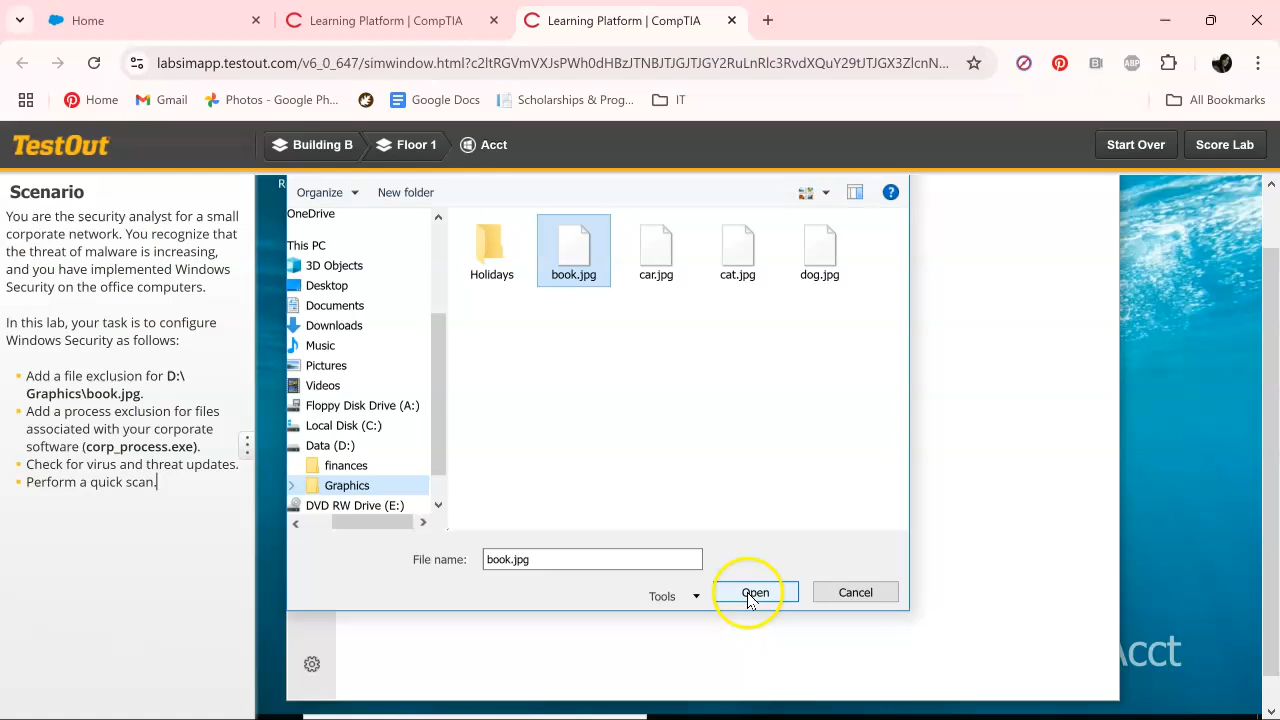 Home
Learning Platform | CompTIA
Learning Platform | CompTIA
labsimapp.testout.com/v6_0_647/simwindow.html?c2ltRGVmVXJsPWh0dHBzJTNBJTJGJTJGY2RuLnRlc3RvdXQuY29tJTJGX3ZlcnN...
ABP
Home
Gmail
Photos - Google Ph...
Google Docs
Scholarships & Prog...
IT
All Bookmarks
TestOut
Building B
Floor 1
Acct
Start Over
Score Lab
Scenario
You are the security analyst for a small
corporate network. You recognize that
the threat of malware is increasing,
and you have implemented Windows
Security on the office computers.
In this lab, your task is to configure
Windows Security as follows:
Add a file exclusion for D:\
Graphics\book.jpg.
Add a process exclusion for files
associated with your corporate
software (corp_process.exe).
Check for virus and threat updates.
Perform a quick scan.
R
Organize
New folder
OneDrive
This PC
3D Objects
Desktop
Documents
Downloads
Music
Pictures
Videos
Floppy Disk Drive (A:)
Local Disk (C:)
Data (D:)
finances
Graphics
DVD RW Drive (E:)
Holidays
book.jpg
car.jpg
cat.jpg
dog.jpg
File name:
book.jpg
Tools
Open
Cancel
Acct